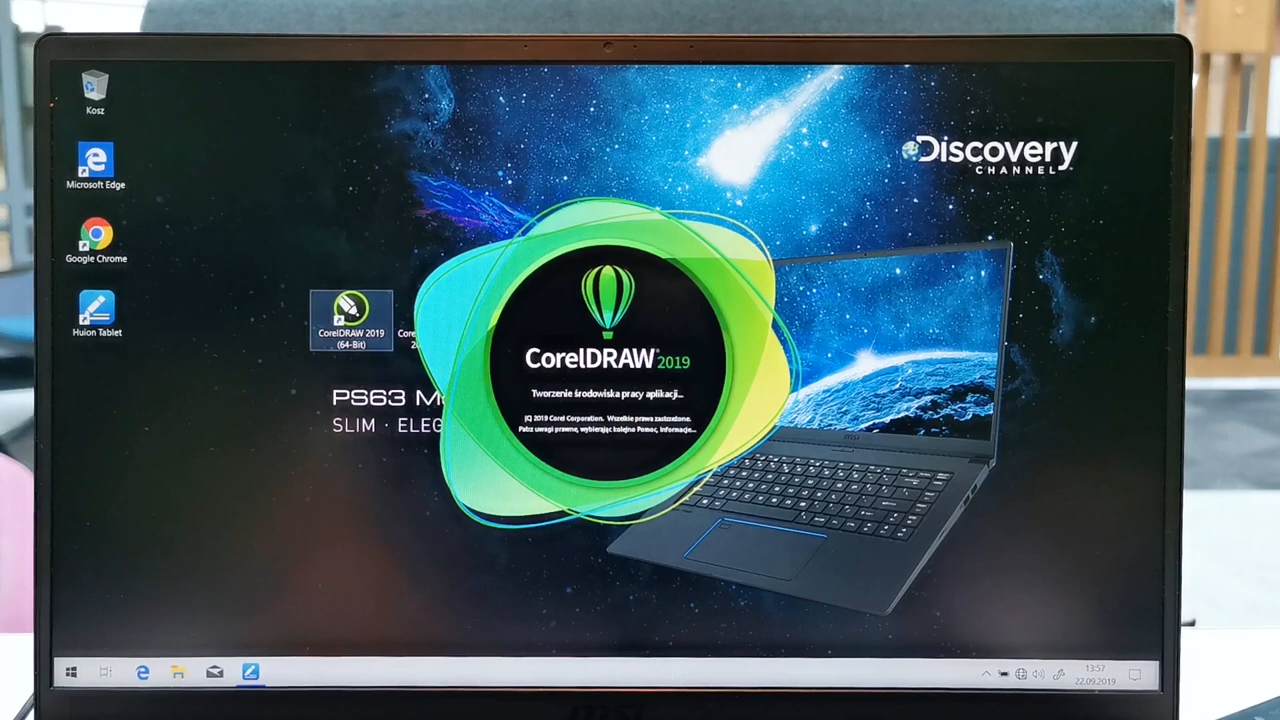 Kosz
Microsoft Edge
Google Chrome
Huion Tablet
Discovery
CHANNEL
CorelDRAW 2019
(64-Bit)
PS63 M
SLIM · ELEG
CorelDRAW® 2019
Tworzenie środowiska pracy aplikacji...
(C) 2019 Corel Corporation. Wszelkie prawa zastrzeżone.
Patrz uwagi prawne, wybierając kolejno Pomoc, Informacje...
msi
13:57
22.09.2019
msi